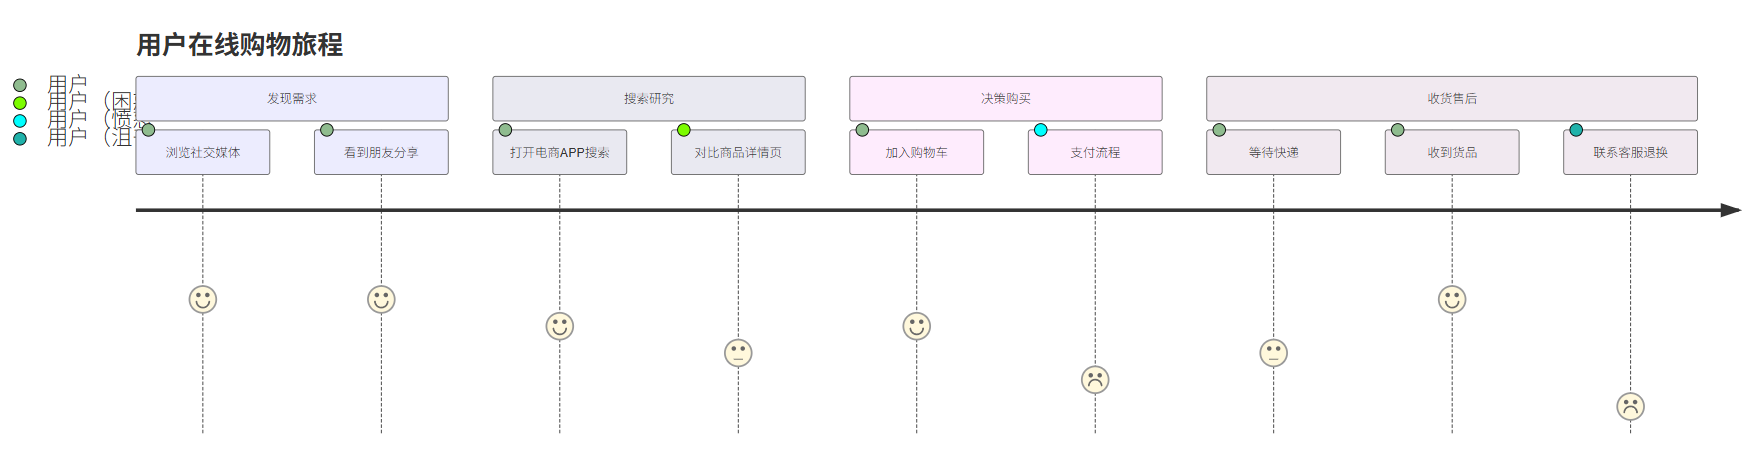 用户在线购物旅程
用户
用户（困
用户（愤
用户（沮
发现需求
搜索研究
决策购买
收货售后
浏览社交媒体
看到朋友分享
打开电商APP搜索
对比商品详情页
加入购物车
支付流程
等待快递
收到货品
联系客服退换